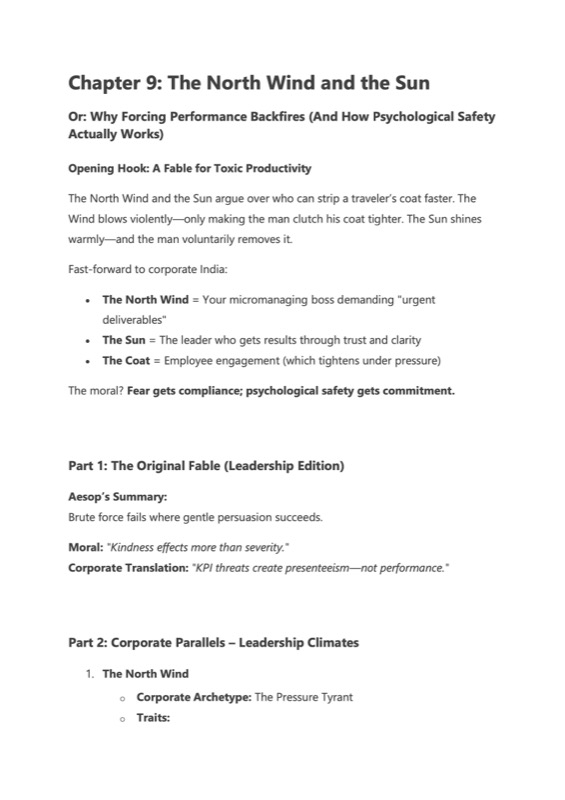 Chapter 9: The North Wind and the Sun
Or: Why Forcing Performance Backfires (And How Psychological Safety
Actually Works)
Opening Hook: A Fable for Toxic Productivity
The North Wind and the Sun argue over who can strip a traveler's coat faster. The
Wind blows violently—only making the man clutch his coat tighter. The Sun shines
warmly—and the man voluntarily removes it.
Fast-forward to corporate India:
• The North Wind = Your micromanaging boss demanding "urgent
deliverables"
• The Sun = The leader who gets results through trust and clarity
• The Coat = Employee engagement (which tightens under pressure)
The moral? Fear gets compliance; psychological safety gets commitment.
Part 1: The Original Fable (Leadership Edition)
Aesop's Summary:
Brute force fails where gentle persuasion succeeds.
Moral: "Kindness effects more than severity."
Corporate Translation: "KPI threats create presenteeism—not performance."
Part 2: Corporate Parallels – Leadership Climates
1. The North Wind
o Corporate Archetype: The Pressure Tyrant
o Traits: